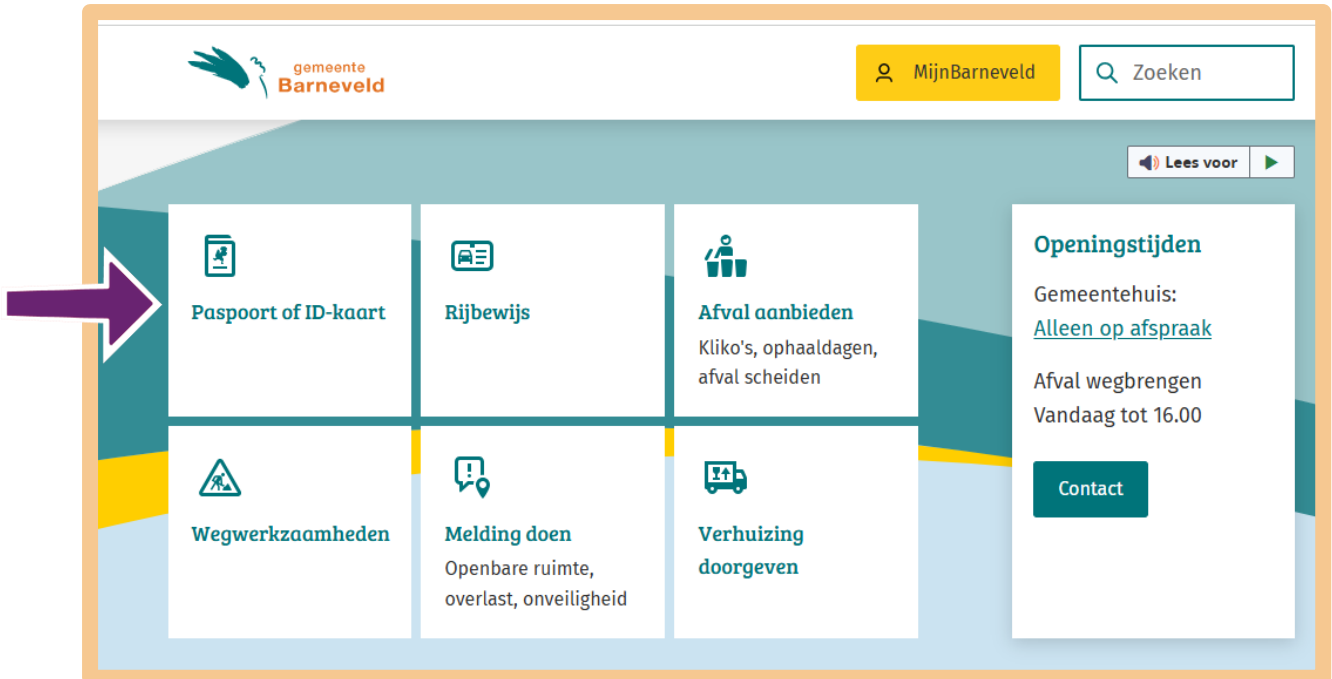 gemeente
Barneveld
MijnBarneveld
Zoeken
Lees voor
Paspoort of ID-kaart
Rijbewijs
Afval aanbieden
Kliko's, ophaaldagen,
afval scheiden
Wegwerkzaamheden
Melding doen
Openbare ruimte,
overlast, onveiligheid
Verhuizing
doorgeven
Openingstijden
Gemeentehuis:
Alleen op afspraak
Afval wegbrengen
Vandaag tot 16.00
Contact